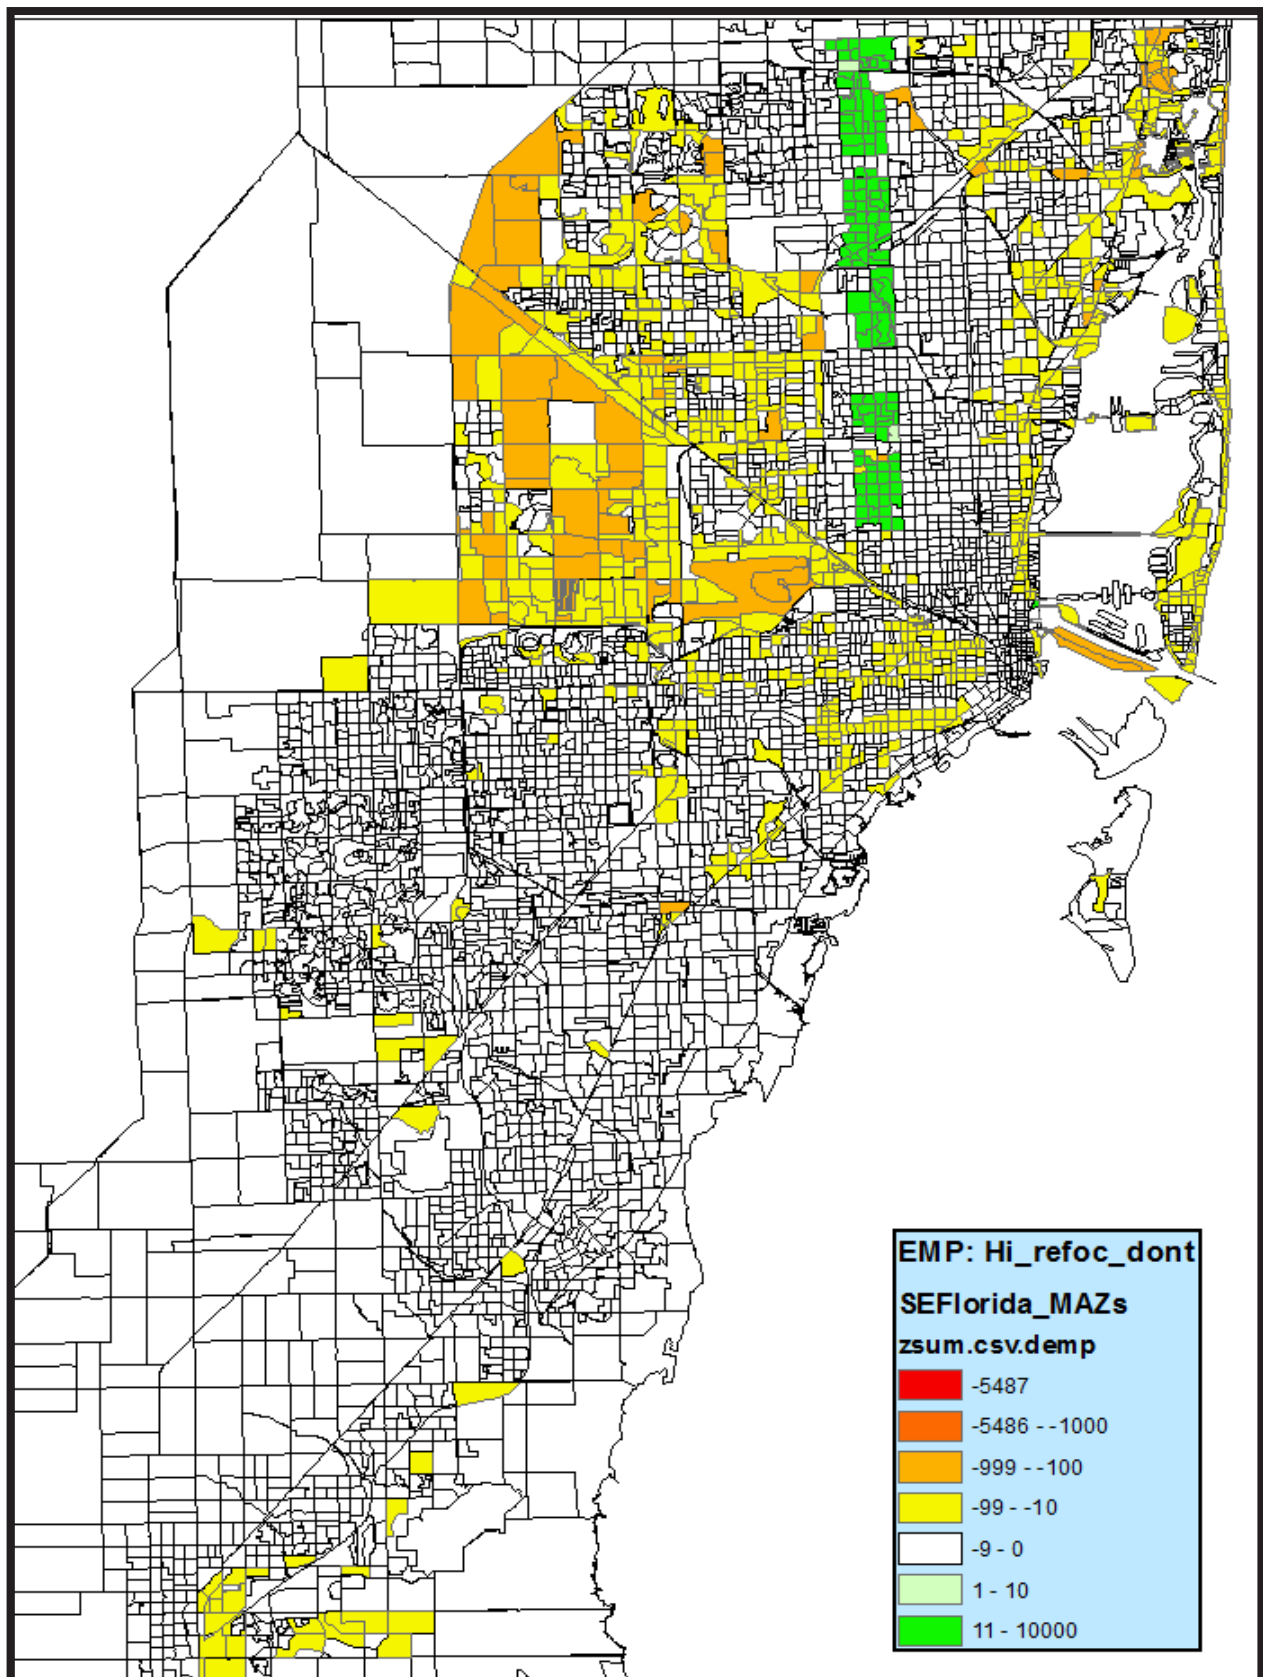 EMP: Hi_refoc_dont
SEFlorida_MAZs
zsum.csv.demp
-5487
-5486 - -1000
-999 - -100
-99 - -10
-9 - 0
1 - 10
11 - 10000